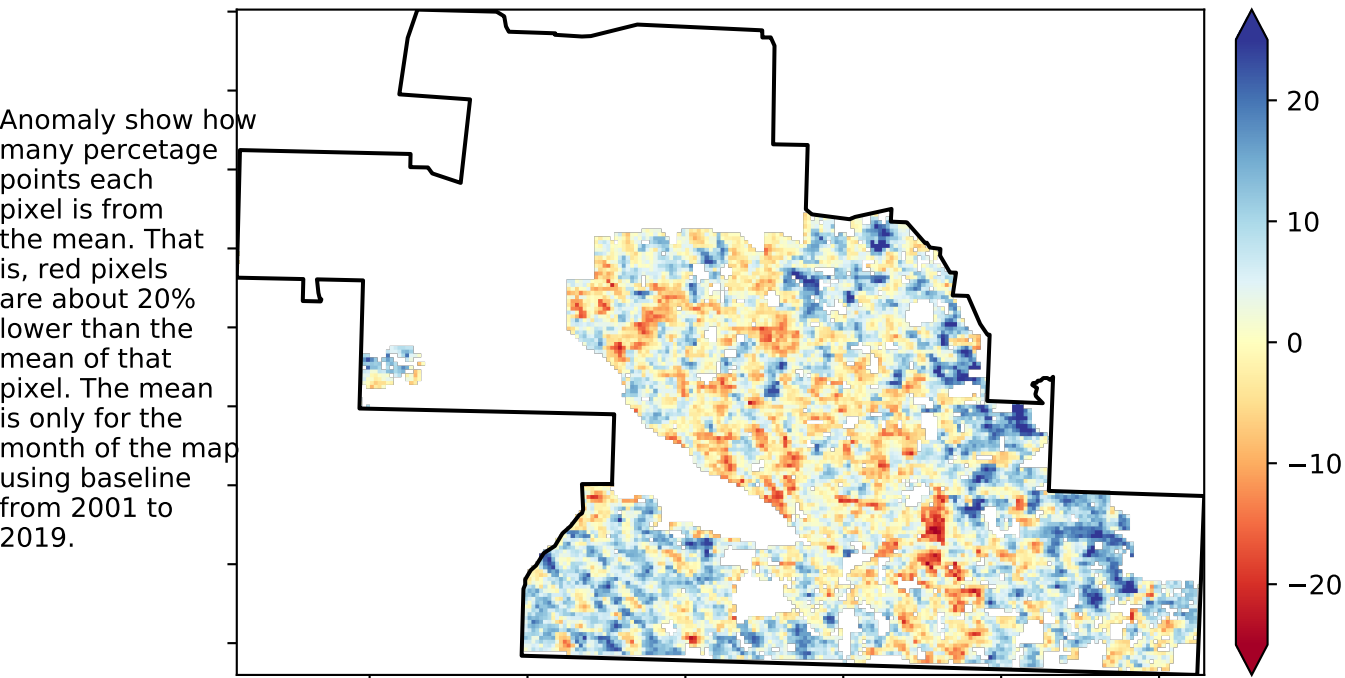 Anomaly show how
many percetage
points each
pixel is from
the mean. That
is, red pixels
are about 20%
lower than the
mean of that
pixel. The mean
is only for the
month of the map
using baseline
from 2001 to
2019.
20
10
0
−10
−20